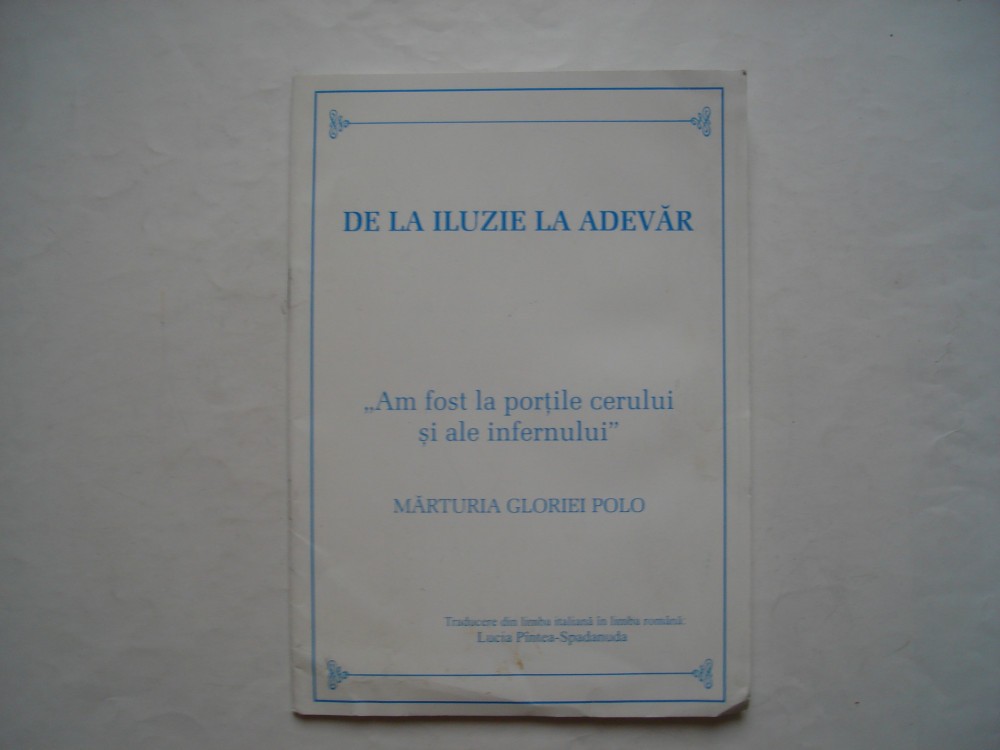 DE LA ILUZIE LA ADEVĂR
„Am fost la porțile cerului
și ale infernului”
MĂRTURIA GLORIEI POLO
Traducere din limba italiană în limba română:
Lucia Pîntea-Spadanuda